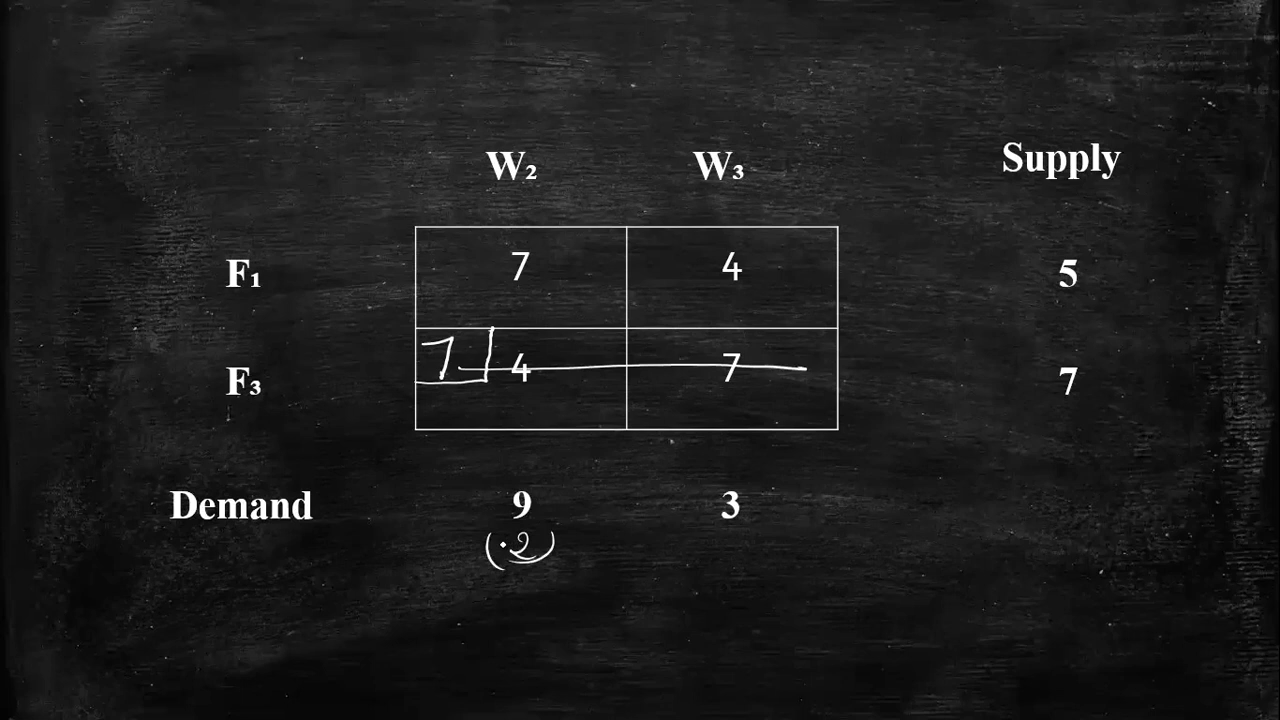 W₂ W₃ Supply
F₁ 7 4 5
F₃ 7 4 7 7
Demand 9 3
(2)